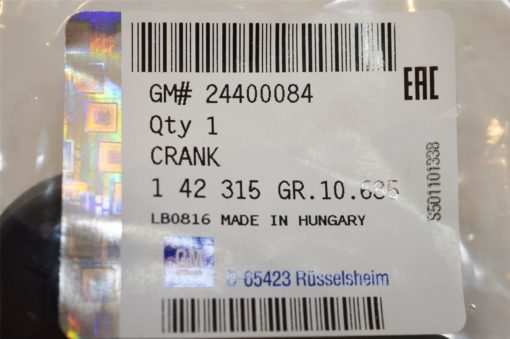 GM# 24400084
EAC
Qty 1
CRANK
1 42 315 GR.10.685
LB0816 MADE IN HUNGARY
S501101338
GM
D-65423 Rüsselsheim